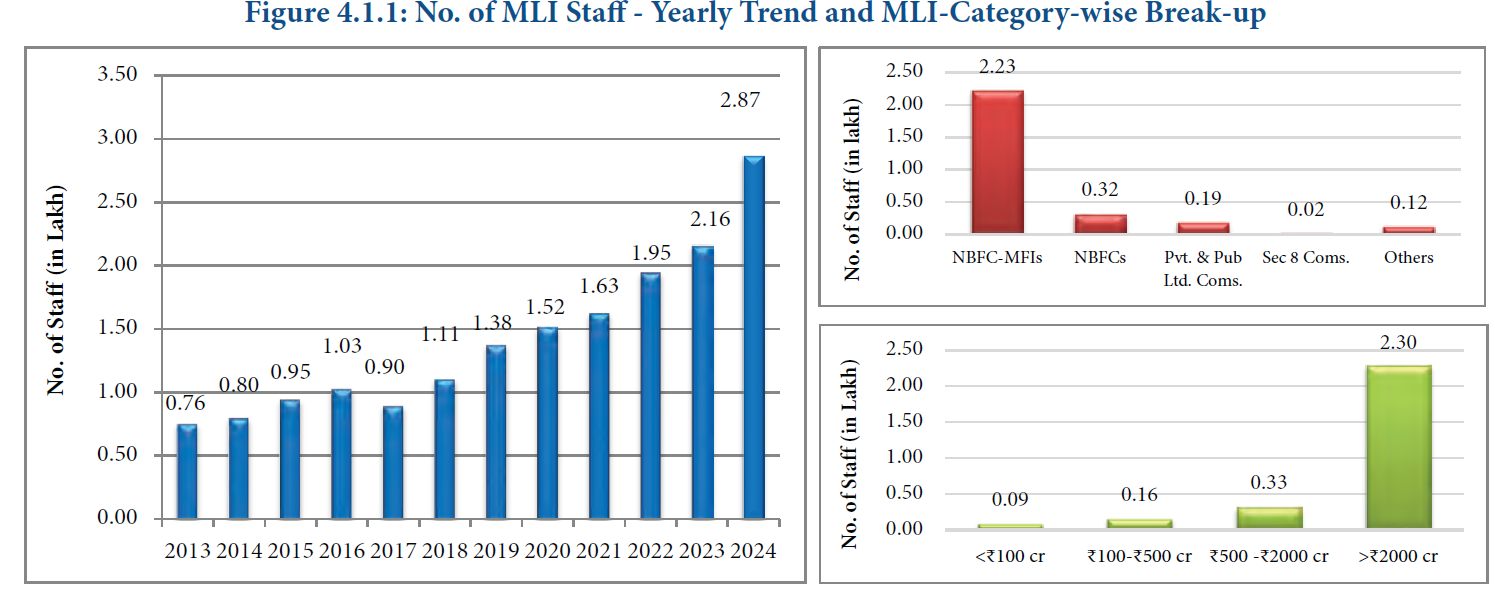 Figure 4.1.1: No. of MLI Staff - Yearly Trend and MLI-Category-wise Break-up
No. of Staff (in Lakh)
3.50
3.00
2.50
2.00
1.50
1.00
0.50
0.00
0.76
0.80
0.95
1.03
0.90
1.11
1.38
1.52
1.63
1.95
2.16
2.87
2013 2014 2015 2016 2017 2018 2019 2020 2021 2022 2023 2024
No. of Staff (in lakh)
2.50
2.00
1.50
1.00
0.50
0.00
2.23
0.32
0.19
0.02
0.12
NBFC-MFIs
NBFCs
Pvt. & Pub
Ltd. Coms.
Sec 8 Coms.
Others
No. of Staff (in Lakh)
2.50
2.00
1.50
1.00
0.50
0.00
0.09
0.16
0.33
2.30
<₹100 cr
₹100-₹500 cr
₹500 -₹2000 cr
>₹2000 cr